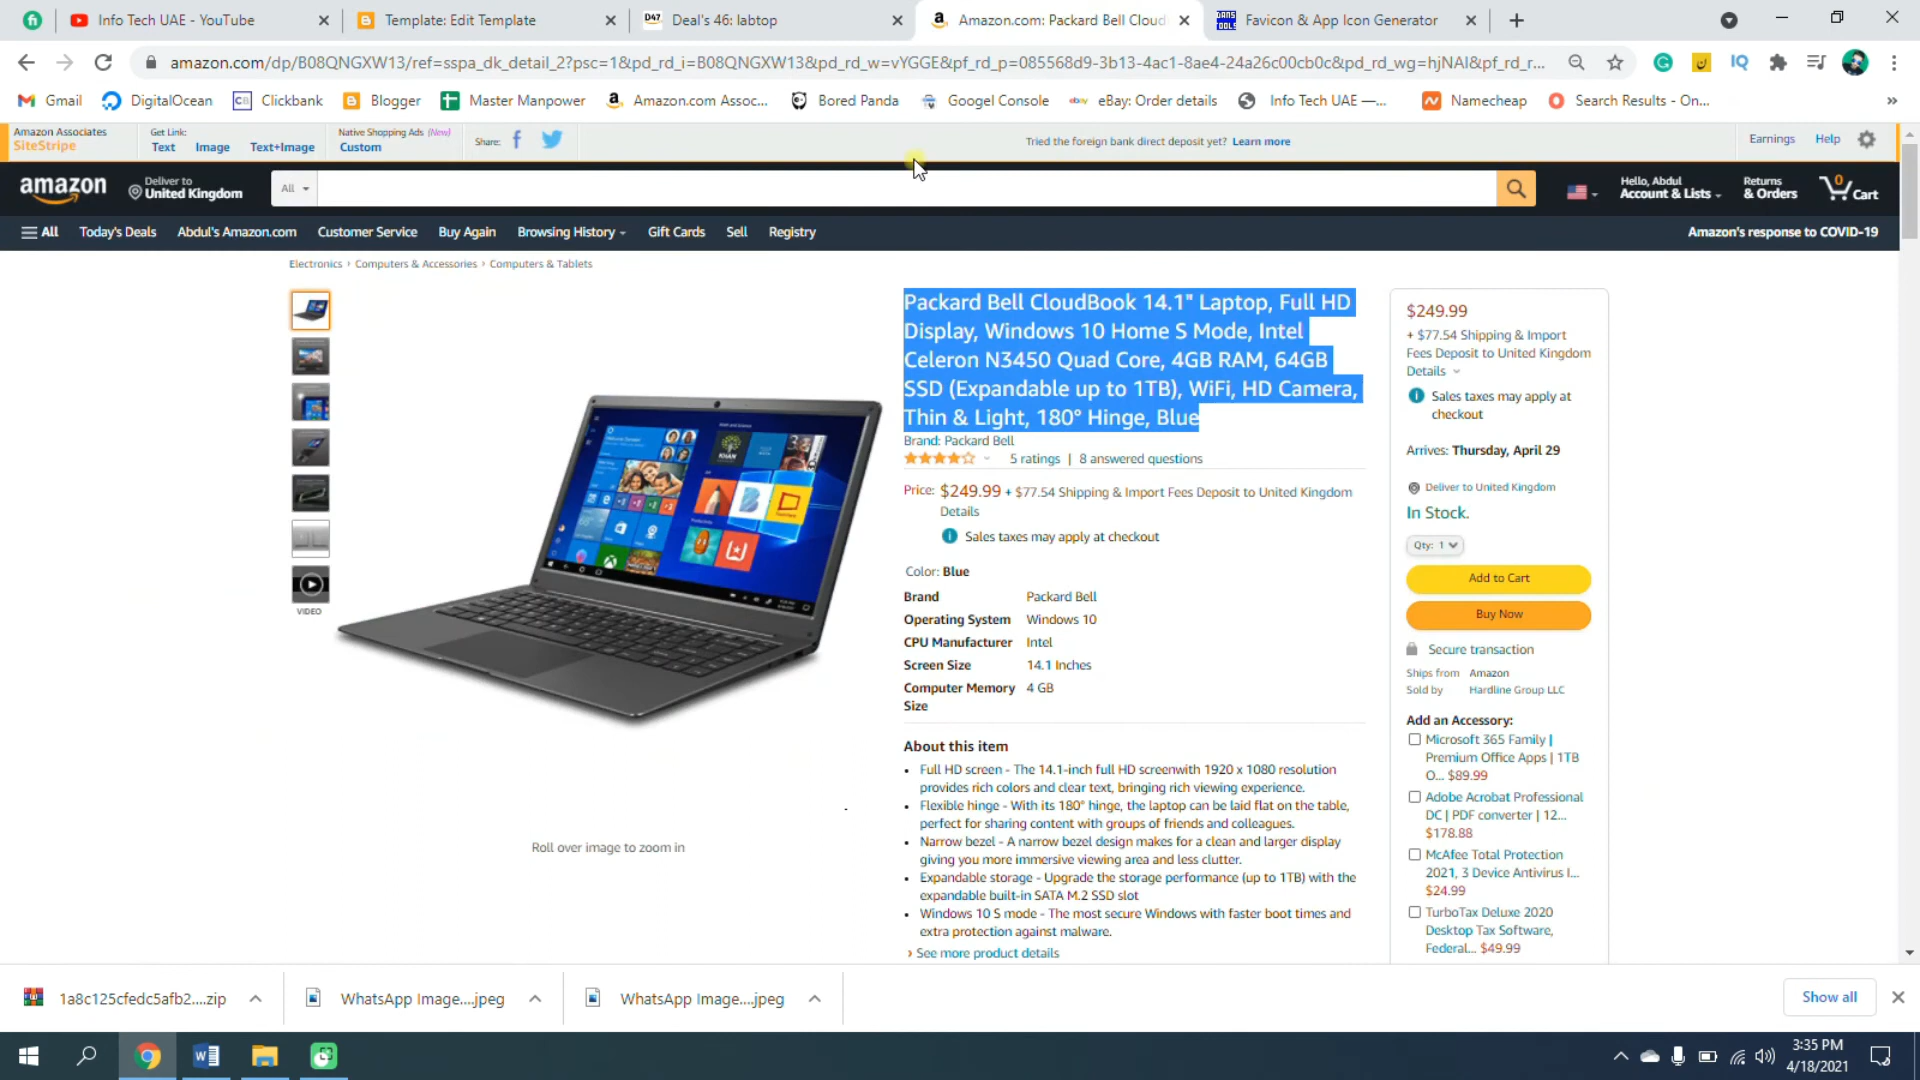 Info Tech UAE - YouTube
Template: Edit Template
Deal's 46: labtop
Amazon.com: Packard Bell Cloud
Favicon & App Icon Generator
amazon.com/dp/B08QNGXW13/ref=sspa_dk_detail_2?psc=1&pd_rd_i=B08QNGXW13&pd_rd_w=vYGGE&pf_rd_p=085568d9-3b13-4ac1-8ae4-24a26c00cb0c&pd_rd_wg=hjNAI&pf_rd_r...
Gmail
DigitalOcean
Clickbank
Blogger
Master Manpower
Amazon.com Assoc...
Bored Panda
Googel Console
eBay: Order details
Info Tech UAE —...
Namecheap
Search Results - On...
Amazon Associates
SiteStripe
Get Link:
Text Image Text+Image
Native Shopping Ads (New)
Custom
Share:
Tried the foreign bank direct deposit yet? Learn more
Earnings
Help
amazon
Deliver to
United Kingdom
All
Hello, Abdul
Account & Lists
Returns
& Orders
0
Cart
All
Today's Deals
Abdul's Amazon.com
Customer Service
Buy Again
Browsing History
Gift Cards
Sell
Registry
Amazon's response to COVID-19
Electronics › Computers & Accessories › Computers & Tablets
Packard Bell CloudBook 14.1" Laptop, Full HD
Display, Windows 10 Home S Mode, Intel
Celeron N3450 Quad Core, 4GB RAM, 64GB
SSD (Expandable up to 1TB), WiFi, HD Camera,
Thin & Light, 180° Hinge, Blue
Brand: Packard Bell
5 ratings | 8 answered questions
Price: $249.99 + $77.54 Shipping & Import Fees Deposit to United Kingdom
Details
Sales taxes may apply at checkout
Color: Blue
Brand Packard Bell
Operating System Windows 10
CPU Manufacturer Intel
Screen Size 14.1 Inches
Computer Memory 4 GB
Size
About this item
• Full HD screen - The 14.1-inch full HD screenwith 1920 x 1080 resolution
provides rich colors and clear text, bringing rich viewing experience.
• Flexible hinge - With its 180° hinge, the laptop can be laid flat on the table,
perfect for sharing content with groups of friends and colleagues.
• Narrow bezel - A narrow bezel design makes for a clean and larger display
giving you more immersive viewing area and less clutter.
• Expandable storage - Upgrade the storage performance (up to 1TB) with the
expandable built-in SATA M.2 SSD slot
• Windows 10 S mode - The most secure Windows with faster boot times and
extra protection against malware.
› See more product details
VIDEO
Roll over image to zoom in
$249.99
+ $77.54 Shipping & Import
Fees Deposit to United Kingdom
Details
Sales taxes may apply at
checkout
Arrives: Thursday, April 29
Deliver to United Kingdom
In Stock.
Qty: 1
Add to Cart
Buy Now
Secure transaction
Ships from Amazon
Sold by Hardline Group LLC
Add an Accessory:
Microsoft 365 Family |
Premium Office Apps | 1TB
O... $89.99
Adobe Acrobat Professional
DC | PDF converter | 12...
$178.88
McAfee Total Protection
2021, 3 Device Antivirus I...
$24.99
TurboTax Deluxe 2020
Desktop Tax Software,
Federal... $49.99
1a8c125cfedc5afb2....zip
WhatsApp Image....jpeg
WhatsApp Image....jpeg
Show all
3:35 PM
4/18/2021